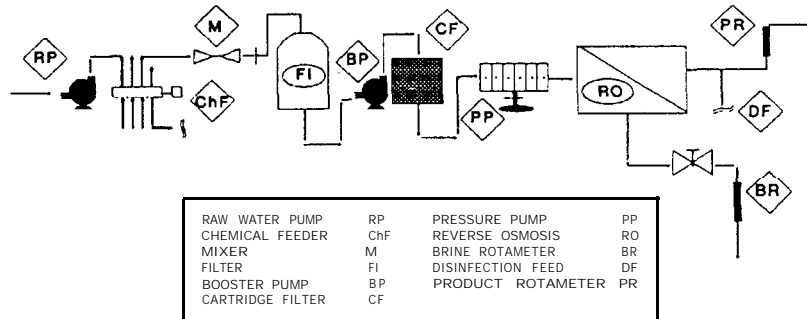 RP
M
ChF
FI
BP
CF
PP
RO
PR
DF
BR
RAW WATER PUMP RP PRESSURE PUMP PP
CHEMICAL FEEDER ChF REVERSE OSMOSIS RO
MIXER M BRINE ROTAMETER BR
FILTER FI DISINFECTION FEED DF
BOOSTER PUMP BP PRODUCT ROTAMETER PR
CARTRIDGE FILTER CF